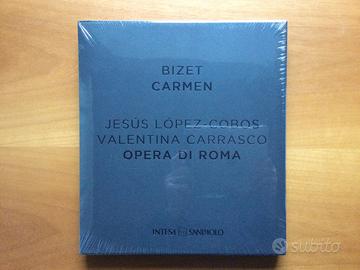 BIZET
CARMEN
JESÚS LÓPEZ-COBOS
VALENTINA CARRASCO
OPERA DI ROMA
INTESA SANPAOLO
subito